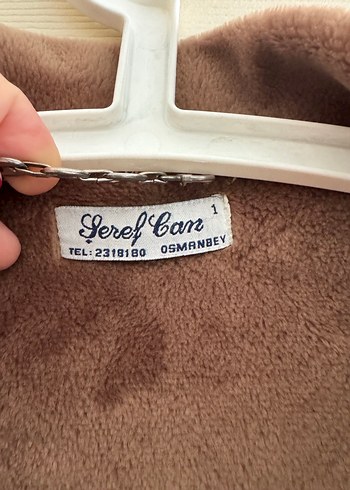 Şeref Can 1
TEL: 2318180 OSMANBEY